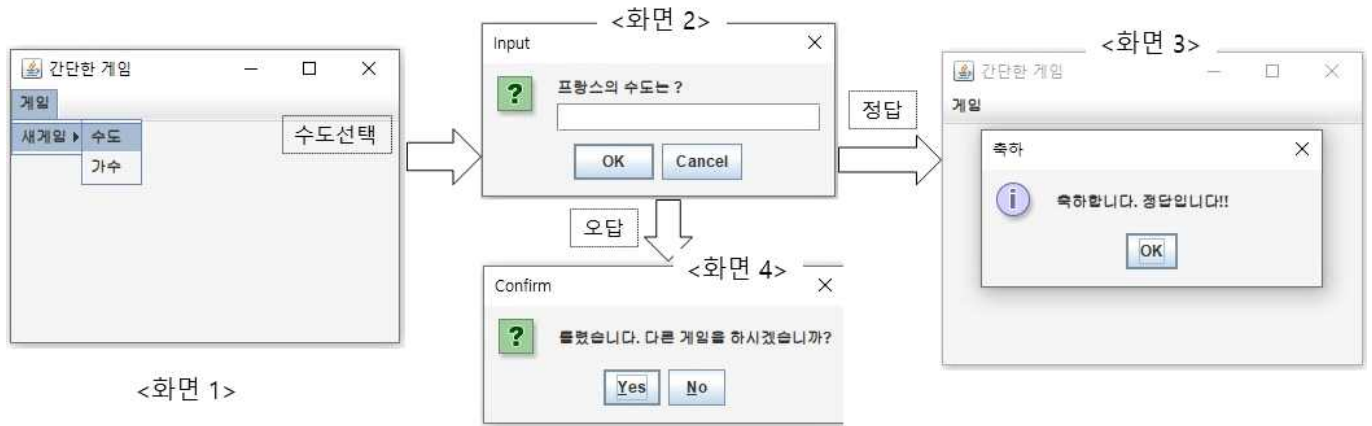 간단한 게임
게임
새게임 수도
가수
수도선택
<화면 1>
<화면 2>
Input
프랑스의 수도는 ?
OK Cancel
정답
오답
<화면 4>
Confirm
틀렸습니다. 다른 게임을 하시겠습니까?
Yes No
<화면 3>
간단한 게임
게임
축하
축하합니다. 정답입니다!!
OK